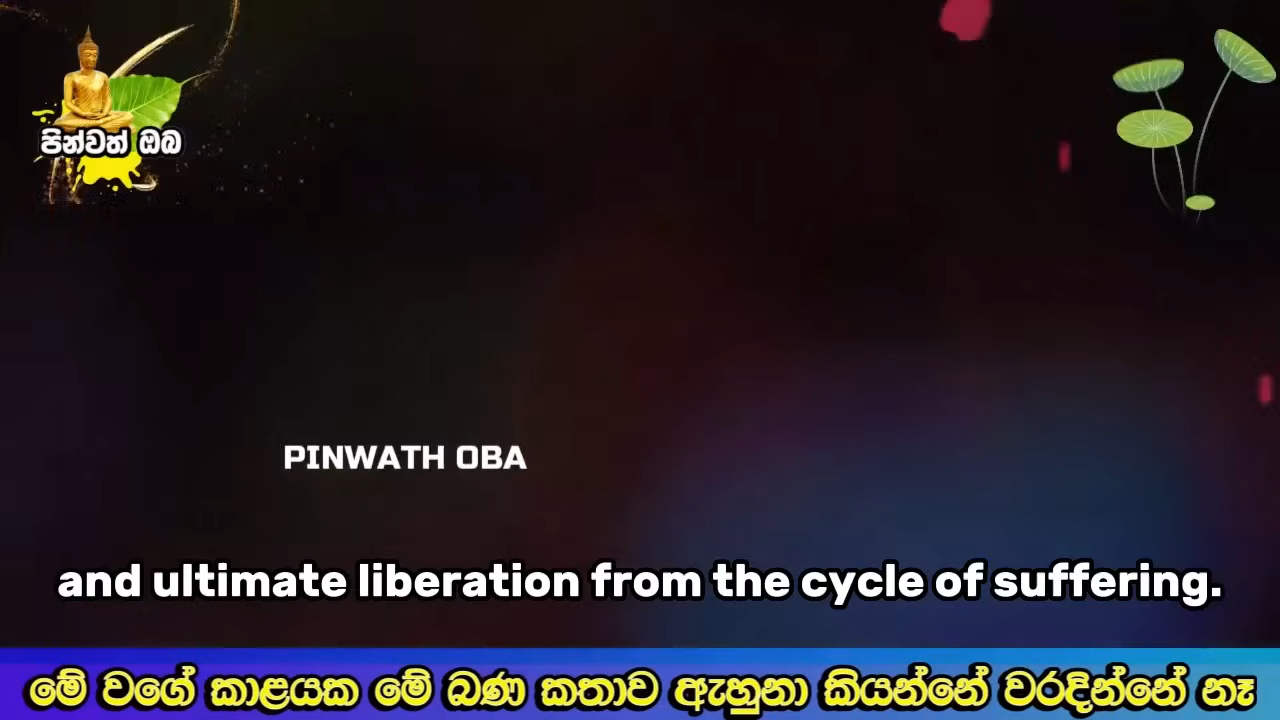 පින්වත් ඔබ
PINWATH OBA
and ultimate liberation from the cycle of suffering.
මේ වගේ කාළයක මේ බණ කතාව ඇහුනා කියන්නේ වරදින්නේ නෑ